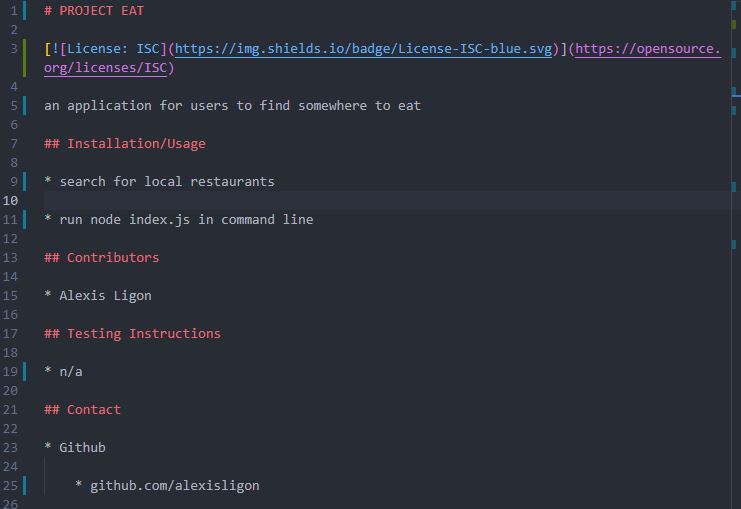 1 # PROJECT EAT
2
3 [![License: ISC](https://img.shields.io/badge/License-ISC-blue.svg)](https://opensource.
org/licenses/ISC)
4
5 an application for users to find somewhere to eat
6
7 ## Installation/Usage
8
9 * search for local restaurants
10
11 * run node index.js in command line
12
13 ## Contributors
14
15 * Alexis Ligon
16
17 ## Testing Instructions
18
19 * n/a
20
21 ## Contact
22
23 * Github
24
25 * github.com/alexisligon
26